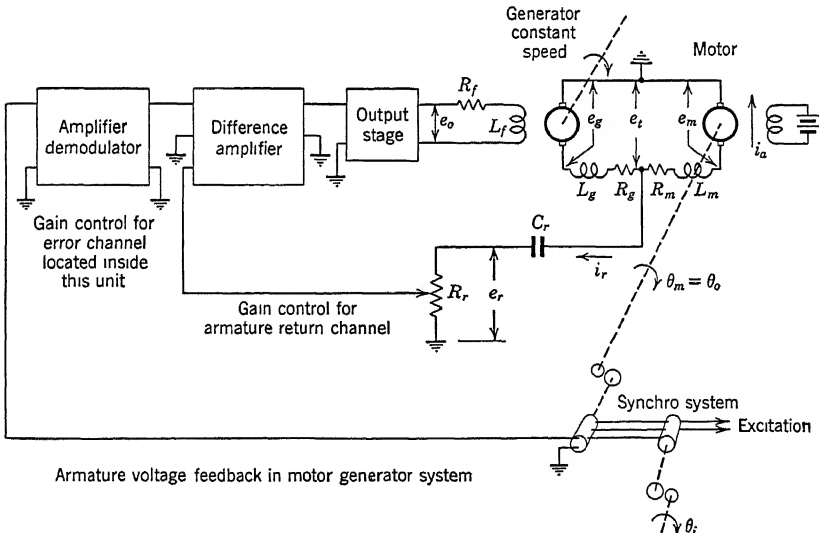 Generator
constant
speed
Motor
Amplifier
demodulator
Difference
amplifier
Output
stage
e_o
R_f
L_f
e_g
e_t
e_m
i_a
L_g
R_g
R_m
L_m
Gain control for
error channel
located inside
this unit
C_r
i_r
R_r
e_r
Gain control for
armature return channel
θ_m = θ_o
Synchro system
Excitation
Armature voltage feedback in motor generator system
θ_i